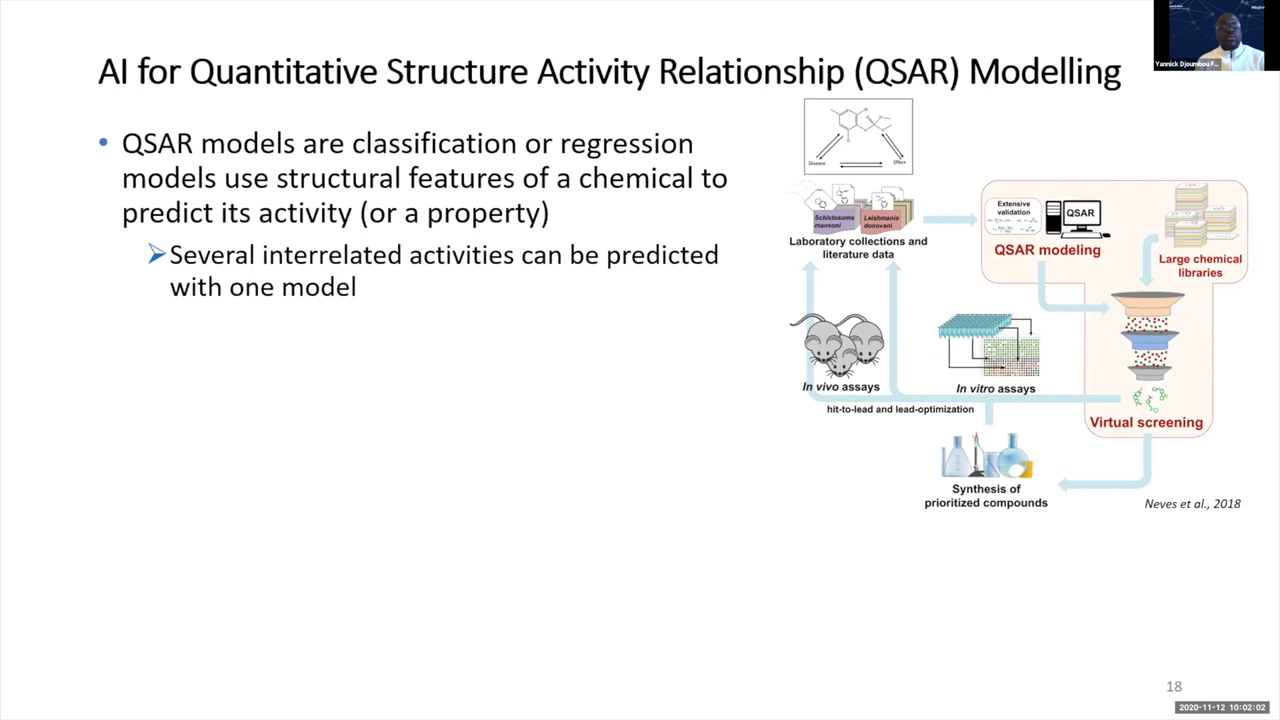 AI for Quantitative Structure Activity Relationship (QSAR) Modelling
Yannick Djoumbou F...
• QSAR models are classification or regression
models use structural features of a chemical to
predict its activity (or a property)
➢Several interrelated activities can be predicted
with one model
Disease
Effect
Schistosoma
mansoni
Leishmania
donovani
Laboratory collections and
literature data
Extensive
validation
QSAR
QSAR modeling
Large chemical
libraries
In vivo assays
In vitro assays
hit-to-lead and lead-optimization
Virtual screening
Synthesis of
prioritized compounds
Neves et al., 2018
18
2020-11-12 10:02:02